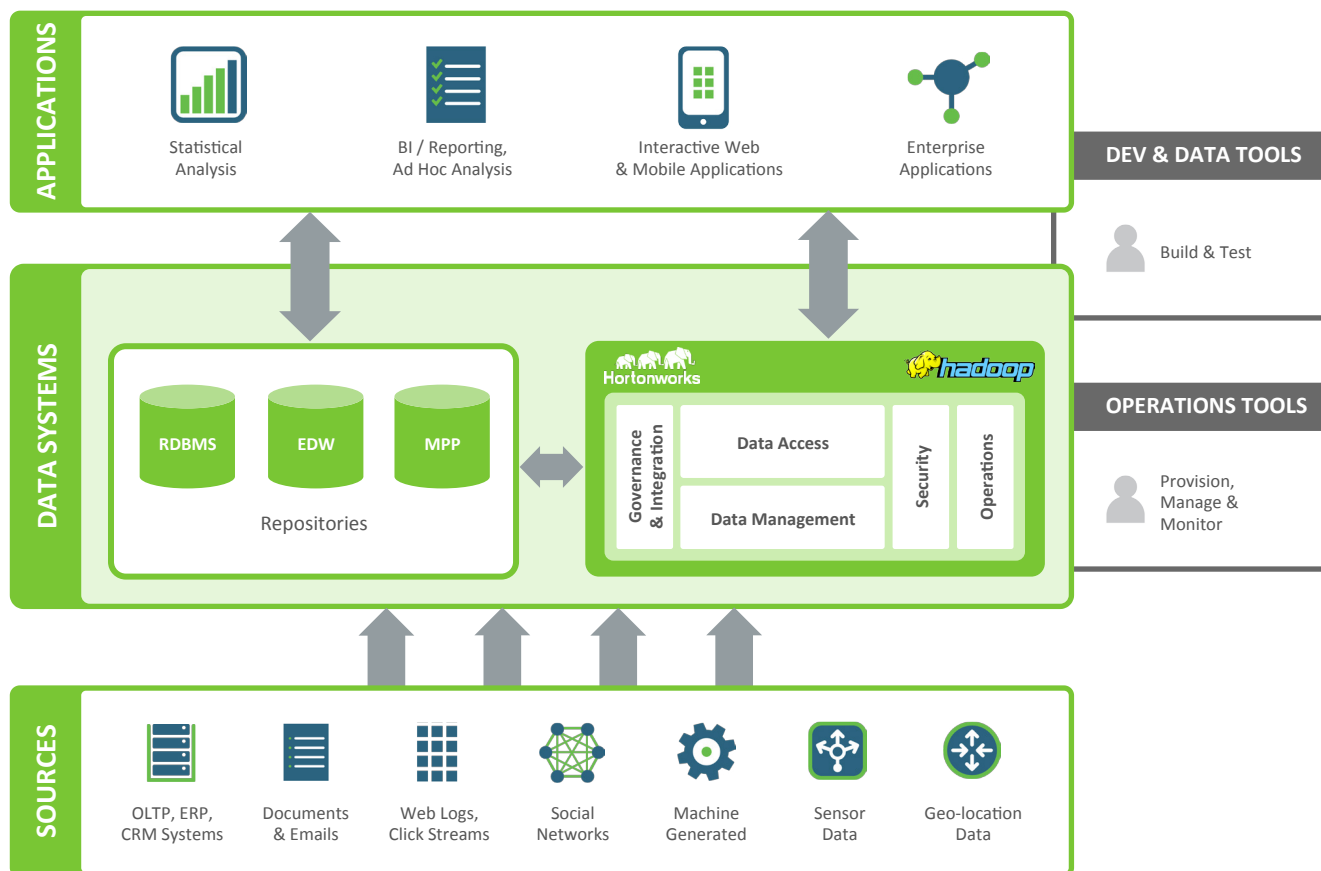 APPLICATIONS
Statistical
Analysis
BI / Reporting,
Ad Hoc Analysis
Interactive Web
& Mobile Applications
Enterprise
Applications
DEV & DATA TOOLS
Build & Test
DATA SYSTEMS
RDBMS
EDW
MPP
Repositories
Hortonworks
hadoop
Governance
& Integration
Data Access
Data Management
Security
Operations
OPERATIONS TOOLS
Provision,
Manage &
Monitor
SOURCES
OLTP, ERP,
CRM Systems
Documents
& Emails
Web Logs,
Click Streams
Social
Networks
Machine
Generated
Sensor
Data
Geo-location
Data